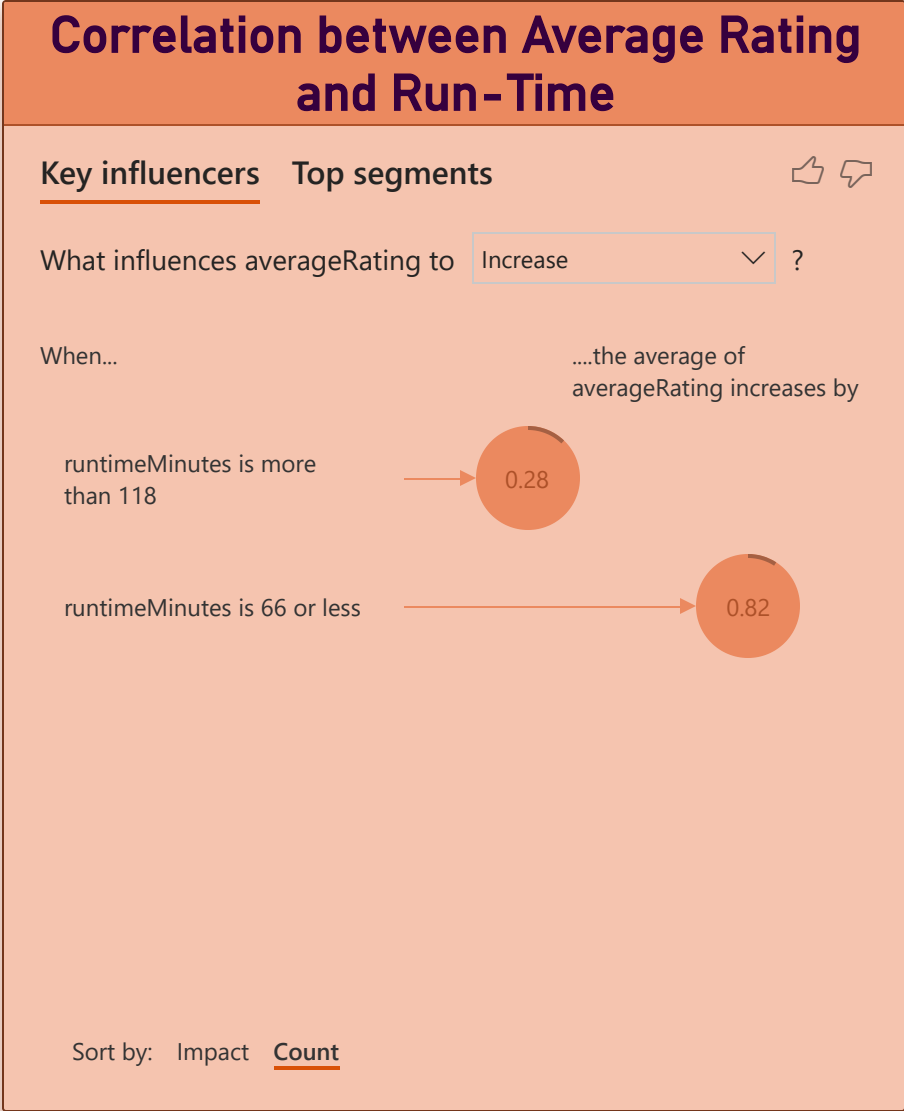 Correlation between Average Rating
and Run-Time
Key influencers Top segments
What influences averageRating to Increase ?
When...
....the average of
averageRating increases by
runtimeMinutes is more
than 118
0.28
runtimeMinutes is 66 or less
0.82
Sort by: Impact Count